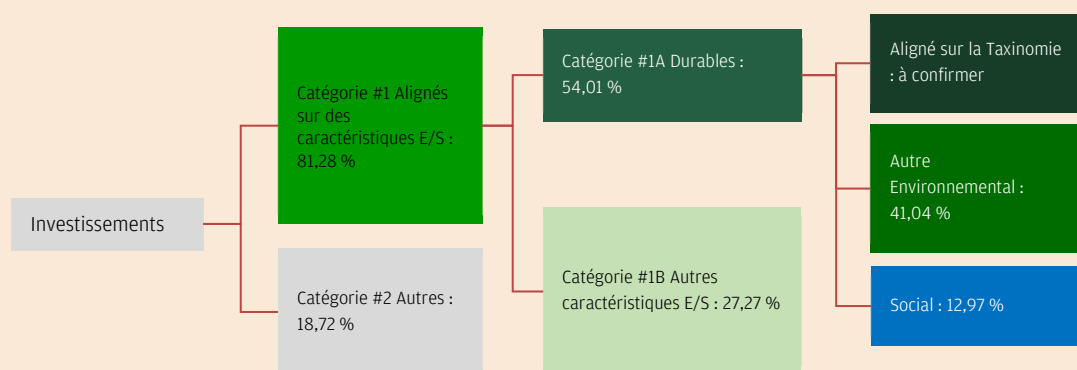 Investissements
Catégorie #1 Alignés
sur des
caractéristiques E/S :
81,28 %
Catégorie #2 Autres :
18,72 %
Catégorie #1A Durables :
54,01 %
Catégorie #1B Autres
caractéristiques E/S : 27,27 %
Aligné sur la Taxinomie
: à confirmer
Autre
Environnemental :
41,04 %
Social : 12,97 %